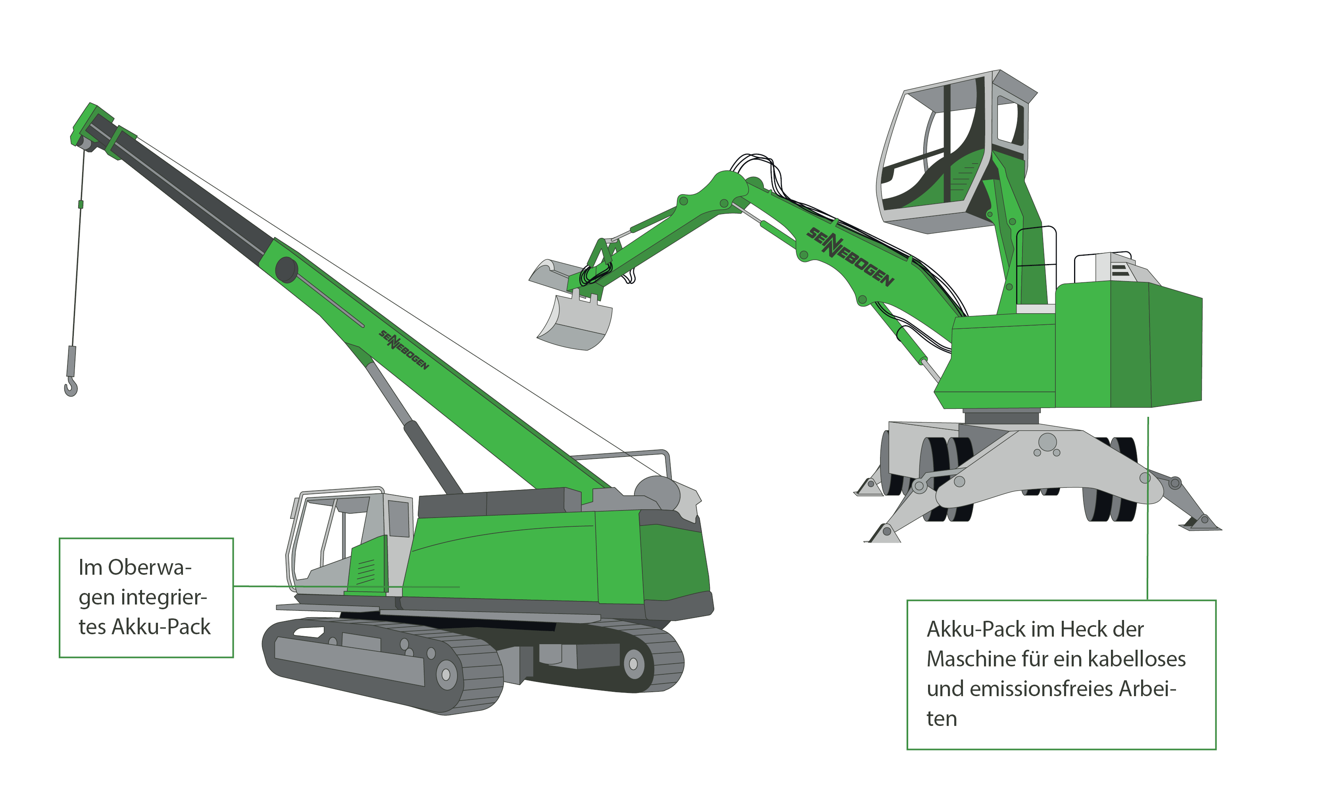 SENNEBOGEN
SENNEBOGEN
Im Oberwa-
gen integrier-
tes Akku-Pack
Akku-Pack im Heck der
Maschine für ein kabelloses
und emissionsfreies Arbei-
ten